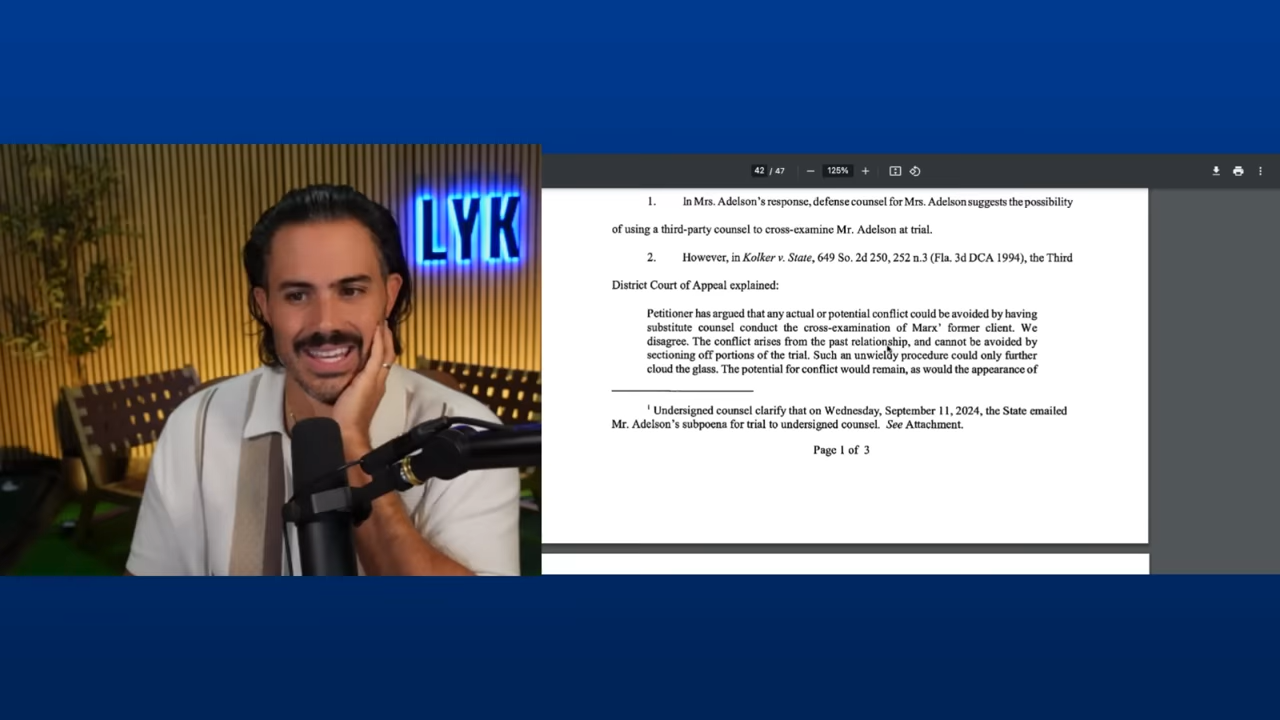 LYK
42 / 47
125%
1. In Mrs. Adelson's response, defense counsel for Mrs. Adelson suggests the possibility
of using a third-party counsel to cross-examine Mr. Adelson at trial.
2. However, in Kolker v. State, 649 So. 2d 250, 252 n.3 (Fla. 3d DCA 1994), the Third
District Court of Appeal explained:
Petitioner has argued that any actual or potential conflict could be avoided by having
substitute counsel conduct the cross-examination of Marx' former client. We
disagree. The conflict arises from the past relationship, and cannot be avoided by
sectioning off portions of the trial. Such an unwieldy procedure could only further
cloud the glass. The potential for conflict would remain, as would the appearance of
1 Undersigned counsel clarify that on Wednesday, September 11, 2024, the State emailed
Mr. Adelson's subpoena for trial to undersigned counsel. See Attachment.
Page 1 of 3